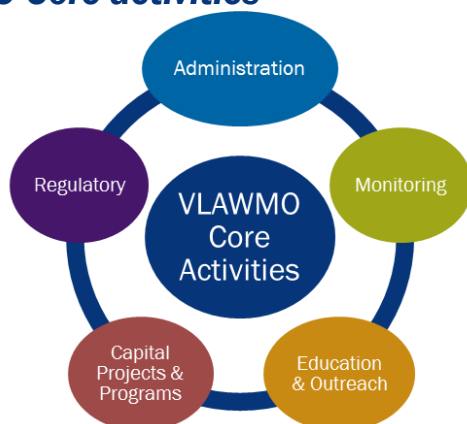 Core activities
Administration
Regulatory
Monitoring
VLAWMO
Core
Activities
Capital
Projects &
Programs
Education
& Outreach